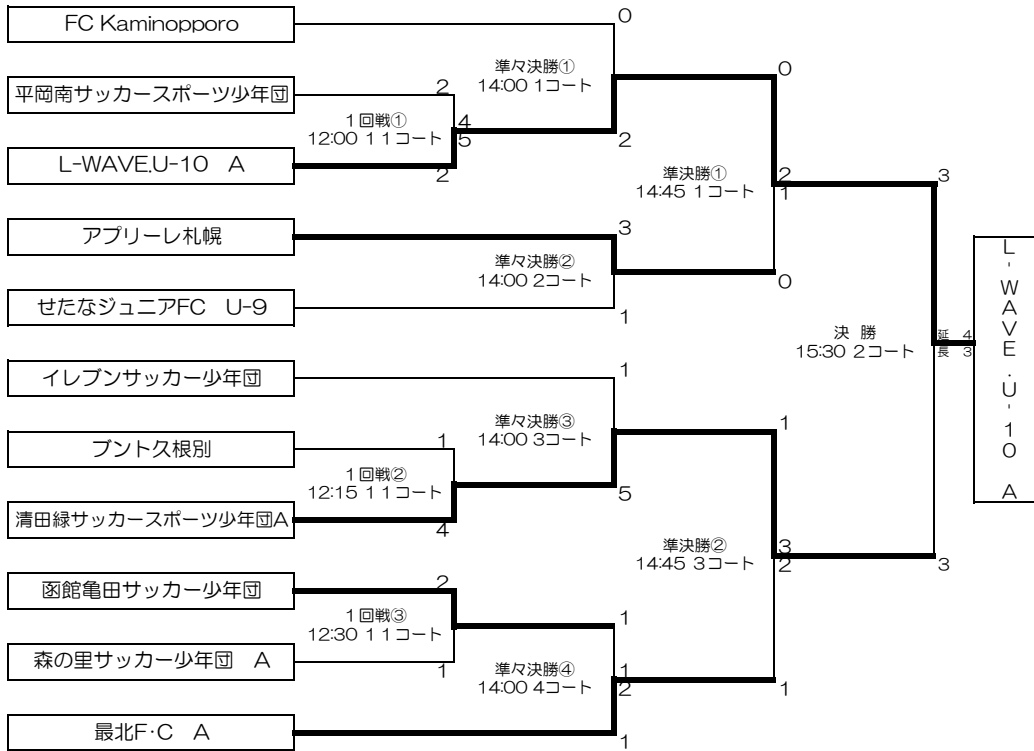 FC Kaminopporo
0
準々決勝①
14:00 1コート
0
平岡南サッカースポーツ少年団
2
1回戦①
12:00 11コート
4
5
2
L-WAVE.U-10 A
2
準決勝①
14:45 1コート
2
1
3
アプリーレ札幌
3
準々決勝②
14:00 2コート
0
せたなジュニアFC U-9
1
決 勝
15:30 2コート
延長
4
3
L-WAVE.U-10 A
イレブンサッカー少年団
1
準々決勝③
14:00 3コート
1
ブント久根別
1
1回戦②
12:15 11コート
5
清田緑サッカースポーツ少年団A
4
準決勝②
14:45 3コート
3
2
3
函館亀田サッカー少年団
2
1回戦③
12:30 11コート
1
森の里サッカー少年団 A
1
準々決勝④
14:00 4コート
1
2
1
最北F・C A
1